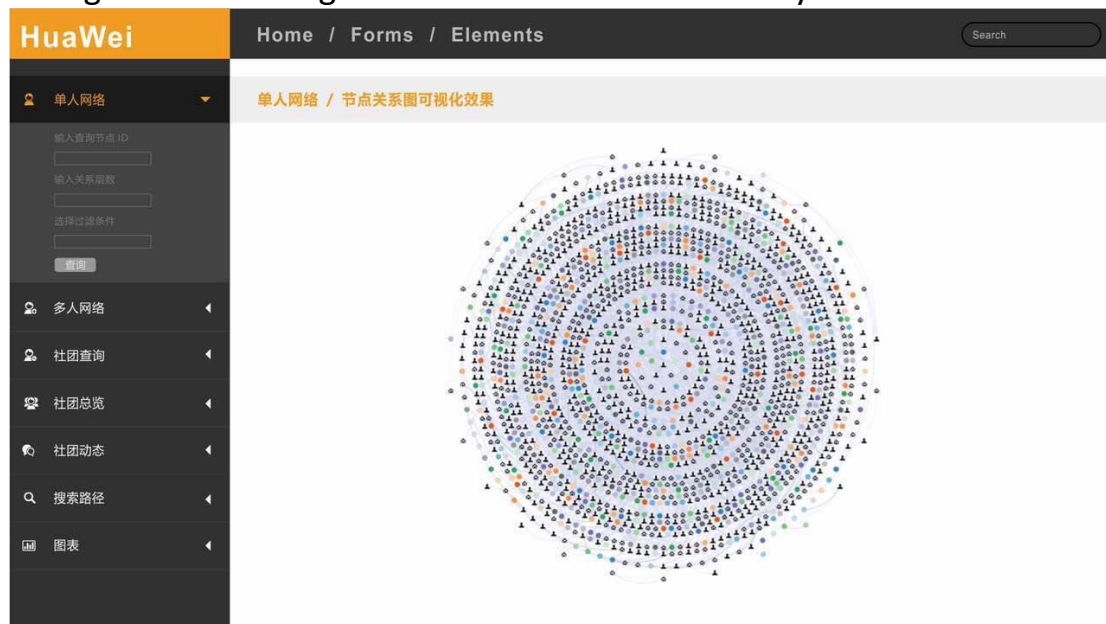 HuaWei
Home / Forms / Elements
Search
单人网络
单人网络 / 节点关系图可视化效果
输入查询节点 ID
输入关系层数
选择过滤条件
查询
多人网络
社团查询
社团总览
社团动态
搜索路径
图表